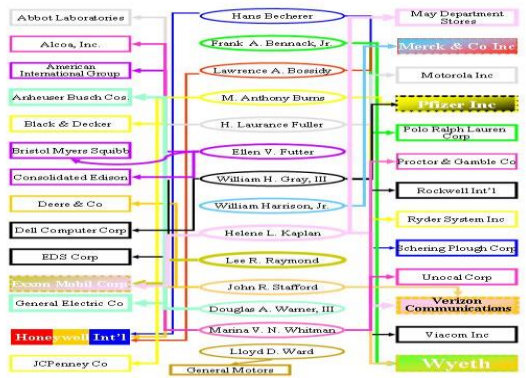 Abbot Laboratories
Alcoa, Inc.
American
International Group
Anheuser Busch Cos.
Black & Decker
Bristol Myers Squibb
Consolidated Edison
Deere & Co
Dell Computer Corp
EDS Corp
Exxon Mobil Corp
General Electric Co
Honeywell Int'l
JCPenney Co
Hans Becherer
Frank A. Bennack, Jr.
Lawrence A. Bossidy
M. Anthony Burns
H. Laurance Fuller
Ellen V. Futter
William H. Gray, III
William Harrison, Jr.
Helene L. Kaplan
Lee R. Raymond
John R. Stafford
Douglas A. Warner, III
Marina V. N. Whitman
Lloyd D. Ward
General Motors
May Department
Stores
Merck & Co Inc
Motorola Inc
Pfizer Inc
Polo Ralph Lauren
Corp
Proctor & Gamble Co
Rockwell Int'l
Ryder System Inc
Schering Plough Corp
Unocal Corp
Verizon
Communications
Viacom Inc
Wyeth